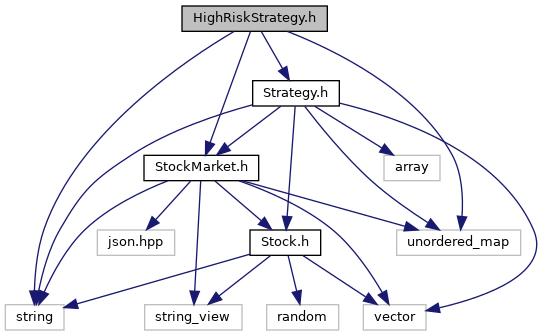 HighRiskStrategy.h
Strategy.h
StockMarket.h
array
json.hpp
Stock.h
unordered_map
string
string_view
random
vector